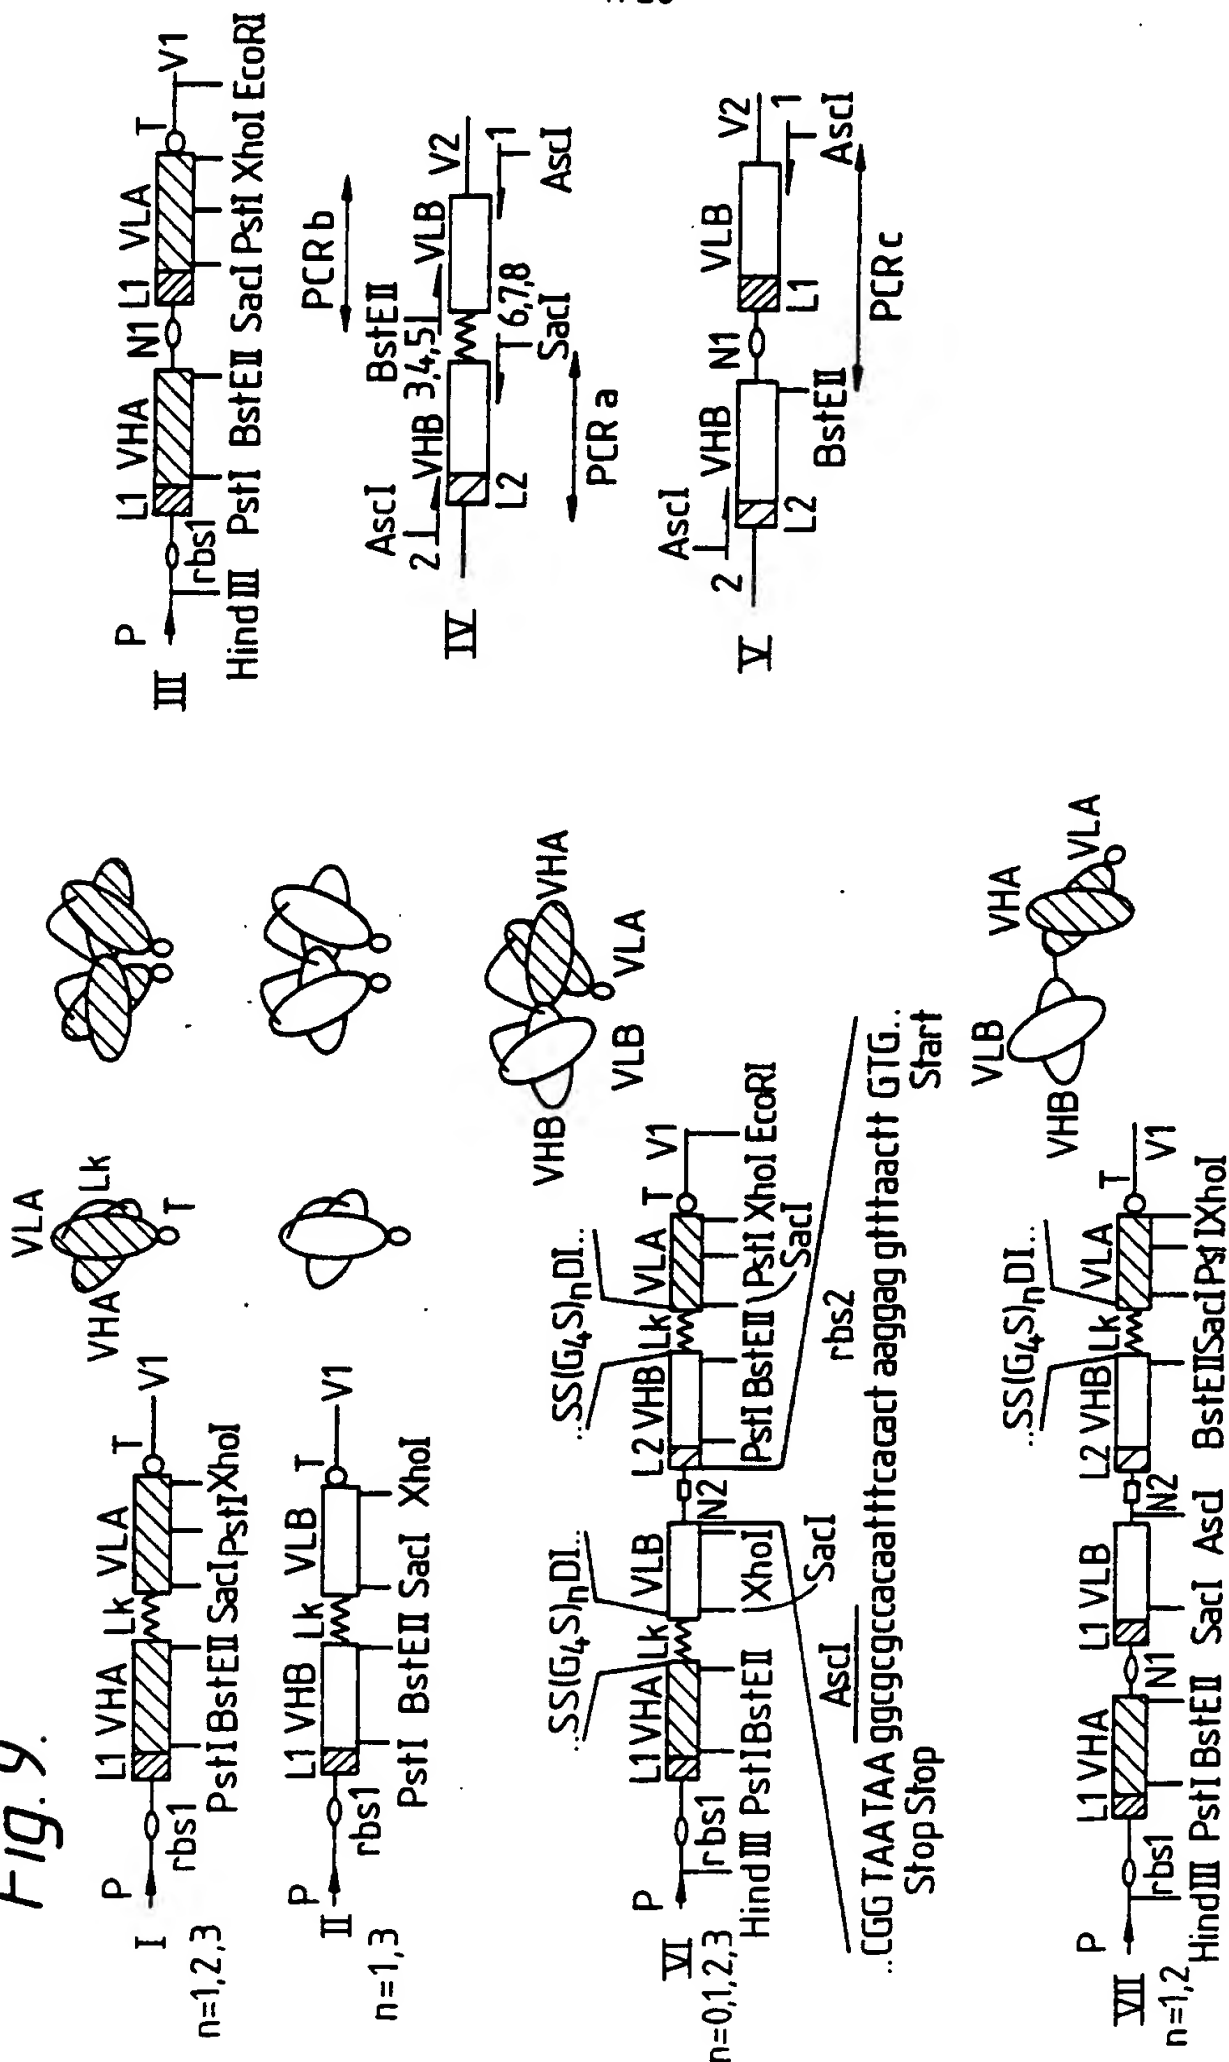 Fig. 9.
VLA
VHA
Lk
T
P
L1 VHA Lk VLA T V1
I
rbs1
PstI BstEII SacI PstI XhoI
n=1,2,3
P
L1 VHB Lk VLB T V1
II
rbs1
PstI BstEII SacI XhoI
n=1,3
..SS(G4S)nDI..
..SS(G4S)nDI..
P
L1 VHA Lk VLB N2 L2 VHB Lk VLA T V1
VI
rbs1
n=0,1,2,3
HindIII PstI BstEII XhoI PstI BstEII PstI XhoI EcoRI
SacI
SacI
VHB
VLB
VHA
VLA
AscI
rbs2
..CGG TAA TAA ggcgcgccacaatttcacact aaggag gtttaactt GTG..
Stop Stop
Start
..SS(G4S)nDI..
P
L1 VHA N1 L1 VLB N2 L2 VHB Lk VLA T V1
VII
rbs1
n=1,2
HindIII PstI BstEII SacI AscI BstEII SacI PstI XhoI
VLB
VHB
VHA
VLA
P
L1 VHA N1 L1 VLA T V1
III
rbs1
HindIII PstI BstEII SacI PstI XhoI EcoRI
PCR b
AscI
BstEII
2
VHB 3,4,5 VLB V2
IV
L2
6,7,8
1
SacI
AscI
PCR a
AscI
2
VHB N1 VLB V2
V
L2
L1
1
BstEII
AscI
PCR c